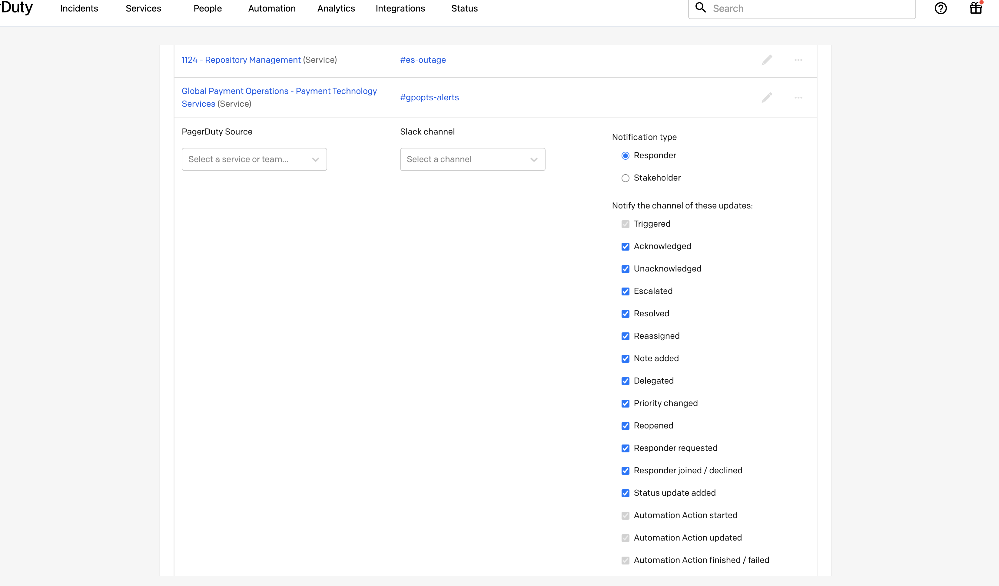 rDuty
Incidents
Services
People
Automation
Analytics
Integrations
Status
Search
1124 - Repository Management (Service)
#es-outage
Global Payment Operations - Payment Technology
Services (Service)
#gpopts-alerts
PagerDuty Source
Select a service or team...
Slack channel
Select a channel
Notification type
Responder
Stakeholder
Notify the channel of these updates:
Triggered
Acknowledged
Unacknowledged
Escalated
Resolved
Reassigned
Note added
Delegated
Priority changed
Reopened
Responder requested
Responder joined / declined
Status update added
Automation Action started
Automation Action updated
Automation Action finished / failed